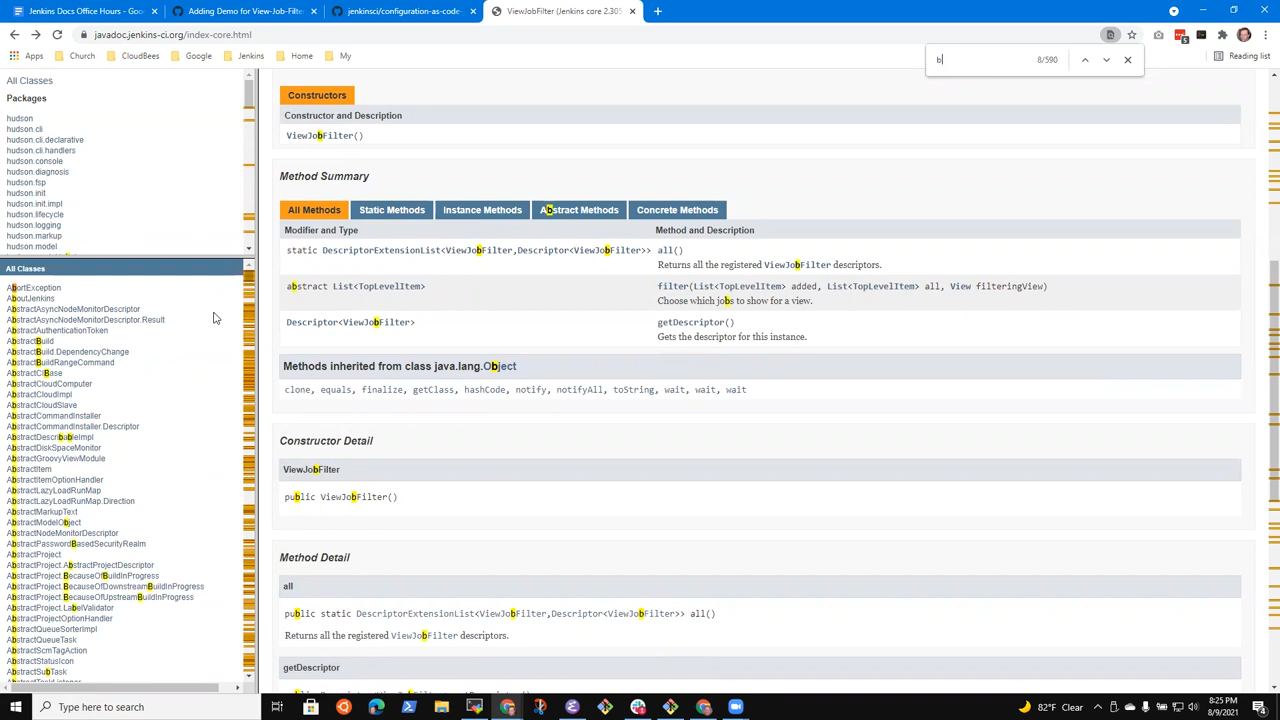 Jenkins Docs Office Hours - Goo
Adding Demo for View-Job-Filter
jenkinsci/configuration-as-code-
ViewJobFilter (Jenkins core 2.305
javadoc.jenkins-ci.org/index-core.html
Apps
Church
CloudBees
Google
Jenkins
Home
My
b
8/590
Reading list
All Classes
Packages
hudson
hudson.cli
hudson.cli.declarative
hudson.cli.handlers
hudson.console
hudson.diagnosis
hudson.fsp
hudson.init
hudson.init.impl
hudson.lifecycle
hudson.logging
hudson.markup
hudson.model
All Classes
AbortException
AboutJenkins
AbstractAsyncNodeMonitorDescriptor
AbstractAsyncNodeMonitorDescriptor.Result
AbstractAuthenticationToken
AbstractBuild
AbstractBuild.DependencyChange
AbstractBuildRangeCommand
AbstractCIBase
AbstractCloudComputer
AbstractCloudImpl
AbstractCloudSlave
AbstractCommandInstaller
AbstractCommandInstaller.Descriptor
AbstractDescribableImpl
AbstractDiskSpaceMonitor
AbstractGroovyViewModule
AbstractItem
AbstractItemOptionHandler
AbstractLazyLoadRunMap
AbstractLazyLoadRunMap.Direction
AbstractMarkupText
AbstractModelObject
AbstractNodeMonitorDescriptor
AbstractPasswordBasedSecurityRealm
AbstractProject
AbstractProject.AbstractProjectDescriptor
AbstractProject.BecauseOfBuildInProgress
AbstractProject.BecauseOfDownstreamBuildInProgress
AbstractProject.BecauseOfUpstreamBuildInProgress
AbstractProject.LabelValidator
AbstractProjectOptionHandler
AbstractQueueSorterImpl
AbstractQueueTask
AbstractScmTagAction
AbstractStatusIcon
AbstractSubTask
AbstractTaskListener
Constructors
Constructor and Description
ViewJobFilter()
Method Summary
All Methods
Static Methods
Instance Methods
Abstract Methods
Concrete Methods
Modifier and Type
Method and Description
static DescriptorExtensionList<ViewJobFilter,Descriptor<ViewJobFilter>>
all()
Returns all the registered ViewJobFilter descriptors.
abstract List<TopLevelItem>
filter(List<TopLevelItem> added, List<TopLevelItem> all, View filteringView)
Choose which jobs to show for a view.
Descriptor<ViewJobFilter>
getDescriptor()
Gets the descriptor for this instance.
Methods inherited from class java.lang.Object
clone, equals, finalize, getClass, hashCode, notify, notifyAll, toString, wait, wait, wait
Constructor Detail
ViewJobFilter
public ViewJobFilter()
Method Detail
all
public static DescriptorExtensionList<ViewJobFilter,Descriptor<ViewJobFilter>> all()
Returns all the registered ViewJobFilter descriptors.
getDescriptor
Type here to search
82°F Clear
8:25 PM
8/9/2021